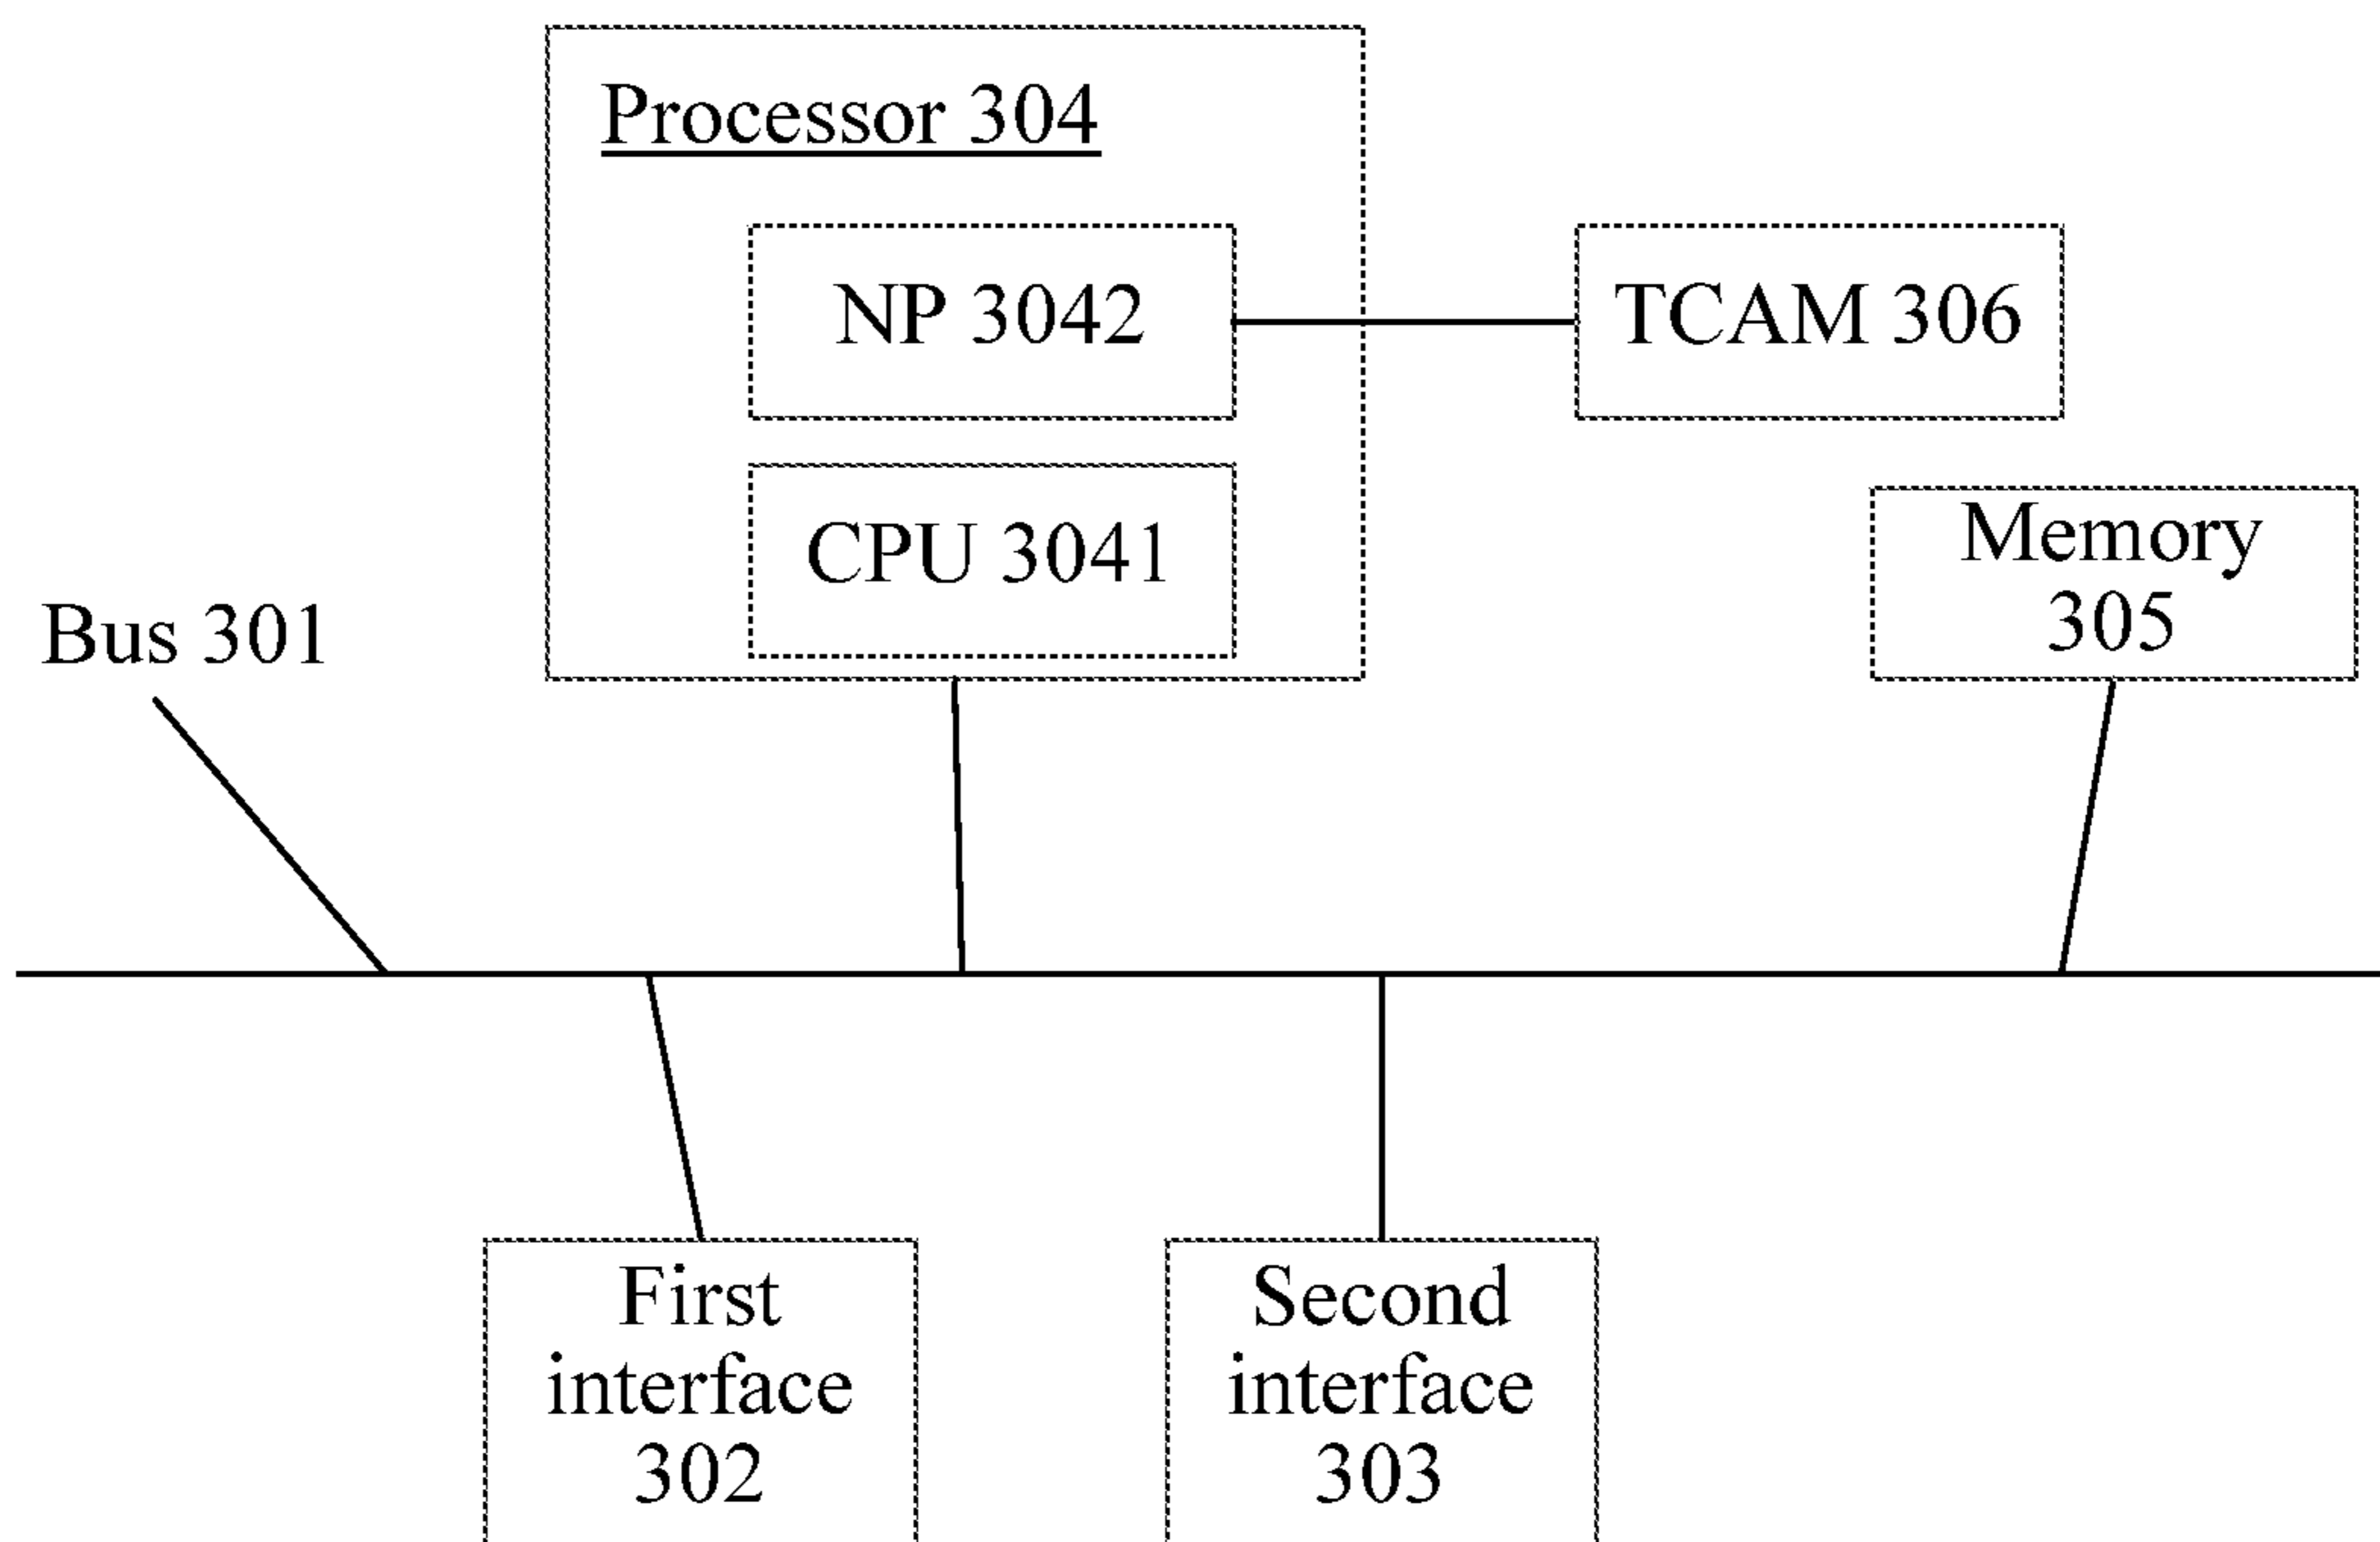 Processor 304
NP 3042
TCAM 306
CPU 3041
Memory
305
Bus 301
First
interface
302
Second
interface
303